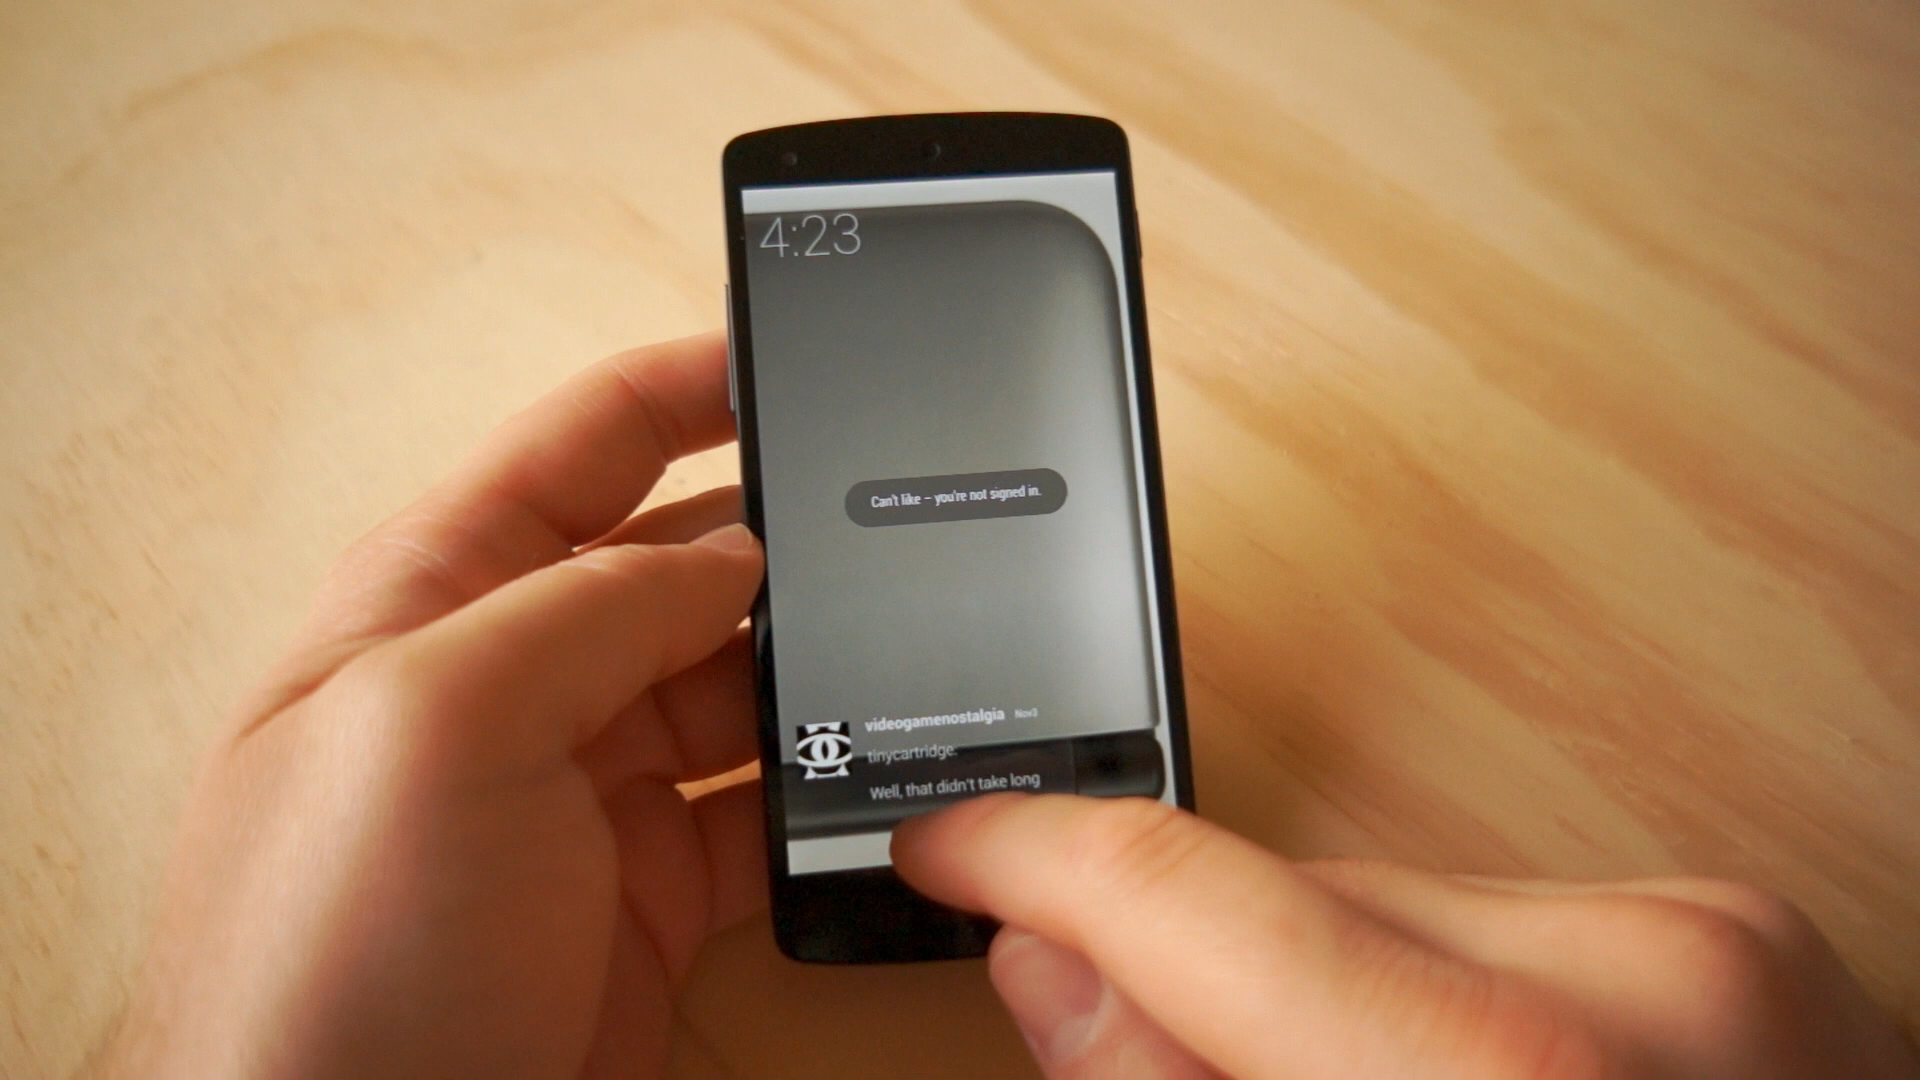 4:23
Can't like – you're not signed in.
videogamenostalgia Nov3
tinycartridge:
Well, that didn't take long